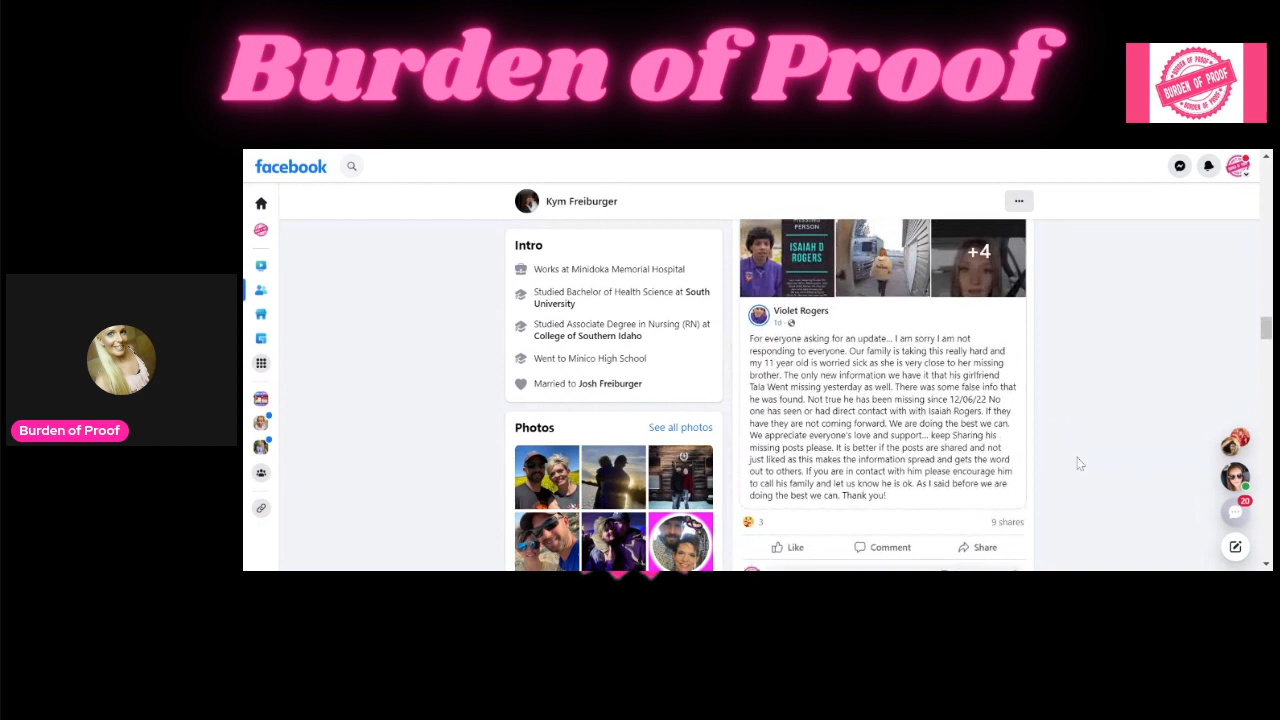 Burden of Proof
BURDEN OF PROOF
BURDEN OF PROOF
BURDEN OF PROOF
facebook
Kym Freiburger
...
Intro
Works at Minidoka Memorial Hospital
Studied Bachelor of Health Science at South
University
Studied Associate Degree in Nursing (RN) at
College of Southern Idaho
Went to Minico High School
Married to Josh Freiburger
Photos
See all photos
PERSON
ISAIAH D
ROGERS
+4
Violet Rogers
1d ·
For everyone asking for an update... I am sorry I am not
responding to everyone. Our family is taking this really hard and
my 11 year old is worried sick as she is very close to her missing
brother. The only new information we have it that his girlfriend
Tala Went missing yesterday as well. There was some false info that
he was found. Not true he has been missing since 12/06/22 No
one has seen or had direct contact with with Isaiah Rogers. If they
have they are not coming forward. We are doing the best we can.
We appreciate everyone's love and support... keep Sharing his
missing posts please. It is better if the posts are shared and not
just liked as this makes the information spread and gets the word
out to others. If you are in contact with him please encourage him
to call his family and let us know he is ok. As I said before we are
doing the best we can. Thank you!
3
9 shares
Like
Comment
Share
20
Burden of Proof